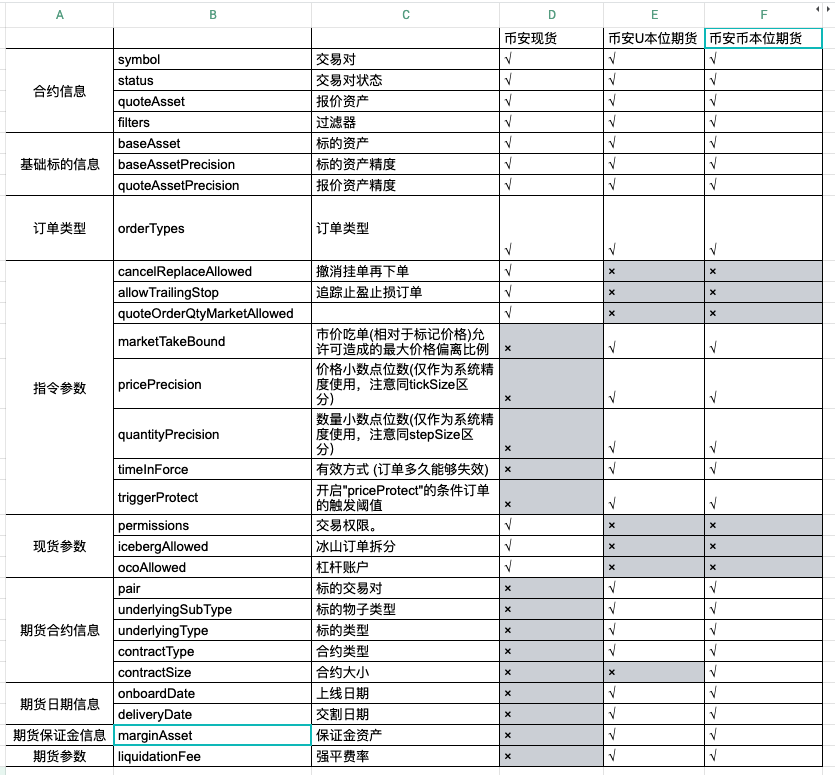 A B C D E F
币安现货 币安U本位期货 币安币本位期货
合约信息
symbol 交易对 √ √ √
status 交易对状态 √ √ √
quoteAsset 报价资产 √ √ √
filters 过滤器 √ √ √
基础标的信息
baseAsset 标的资产 √ √ √
baseAssetPrecision 标的资产精度 √ √ √
quoteAssetPrecision 报价资产精度 √ √ √
订单类型 orderTypes 订单类型
√ √ √
指令参数
cancelReplaceAllowed 撤消挂单再下单 √ × ×
allowTrailingStop 追踪止盈止损订单 √ × ×
quoteOrderQtyMarketAllowed √ × ×
marketTakeBound
市价吃单(相对于标记价格)允
许可造成的最大价格偏离比例 × √ √
pricePrecision
价格小数点位数(仅作为系统精
度使用，注意同tickSize区
分) × √ √
quantityPrecision
数量小数点位数(仅作为系统精
度使用，注意同stepSize区
分) × √ √
timeInForce 有效方式 (订单多久能够失效) × √ √
triggerProtect
开启"priceProtect"的条件订单
的触发阈值 × √ √
现货参数
permissions 交易权限。 √ × ×
icebergAllowed 冰山订单拆分 √ × ×
ocoAllowed 杠杆账户 √ × ×
期货合约信息
pair 标的交易对 × √ √
underlyingSubType 标的物子类型 × √ √
underlyingType 标的类型 × √ √
contractType 合约类型 × √ √
contractSize 合约大小 × × √
期货日期信息
onboardDate 上线日期 × √ √
deliveryDate 交割日期 × √ √
期货保证金信息 marginAsset 保证金资产 × √ √
期货参数 liquidationFee 强平费率 × √ √